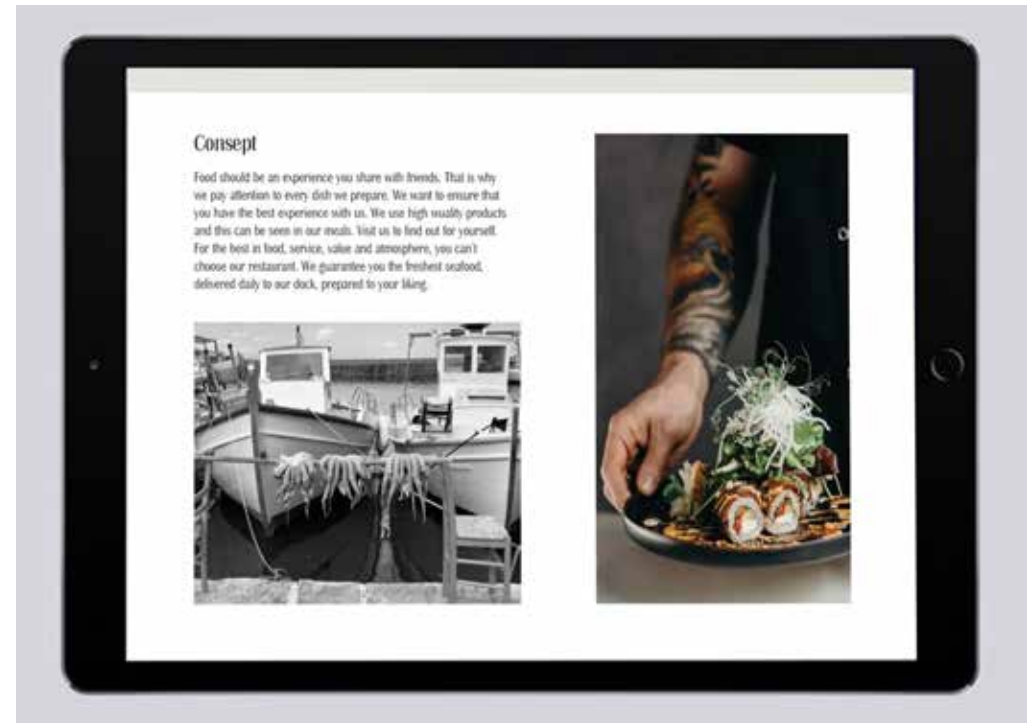 Consept
Food should be an experience you share with friends. That is why
we pay attention to every dish we prepare. We want to ensure that
you have the best experience with us. We use high wuality products
and this can be seen in our meals. Visit us to find out for yourself.
For the best in food, service, value and atmosphere, you can't
choose our restaurant. We guarantee you the freshest seafood,
delivered daily to our dock, prepared to your liking.